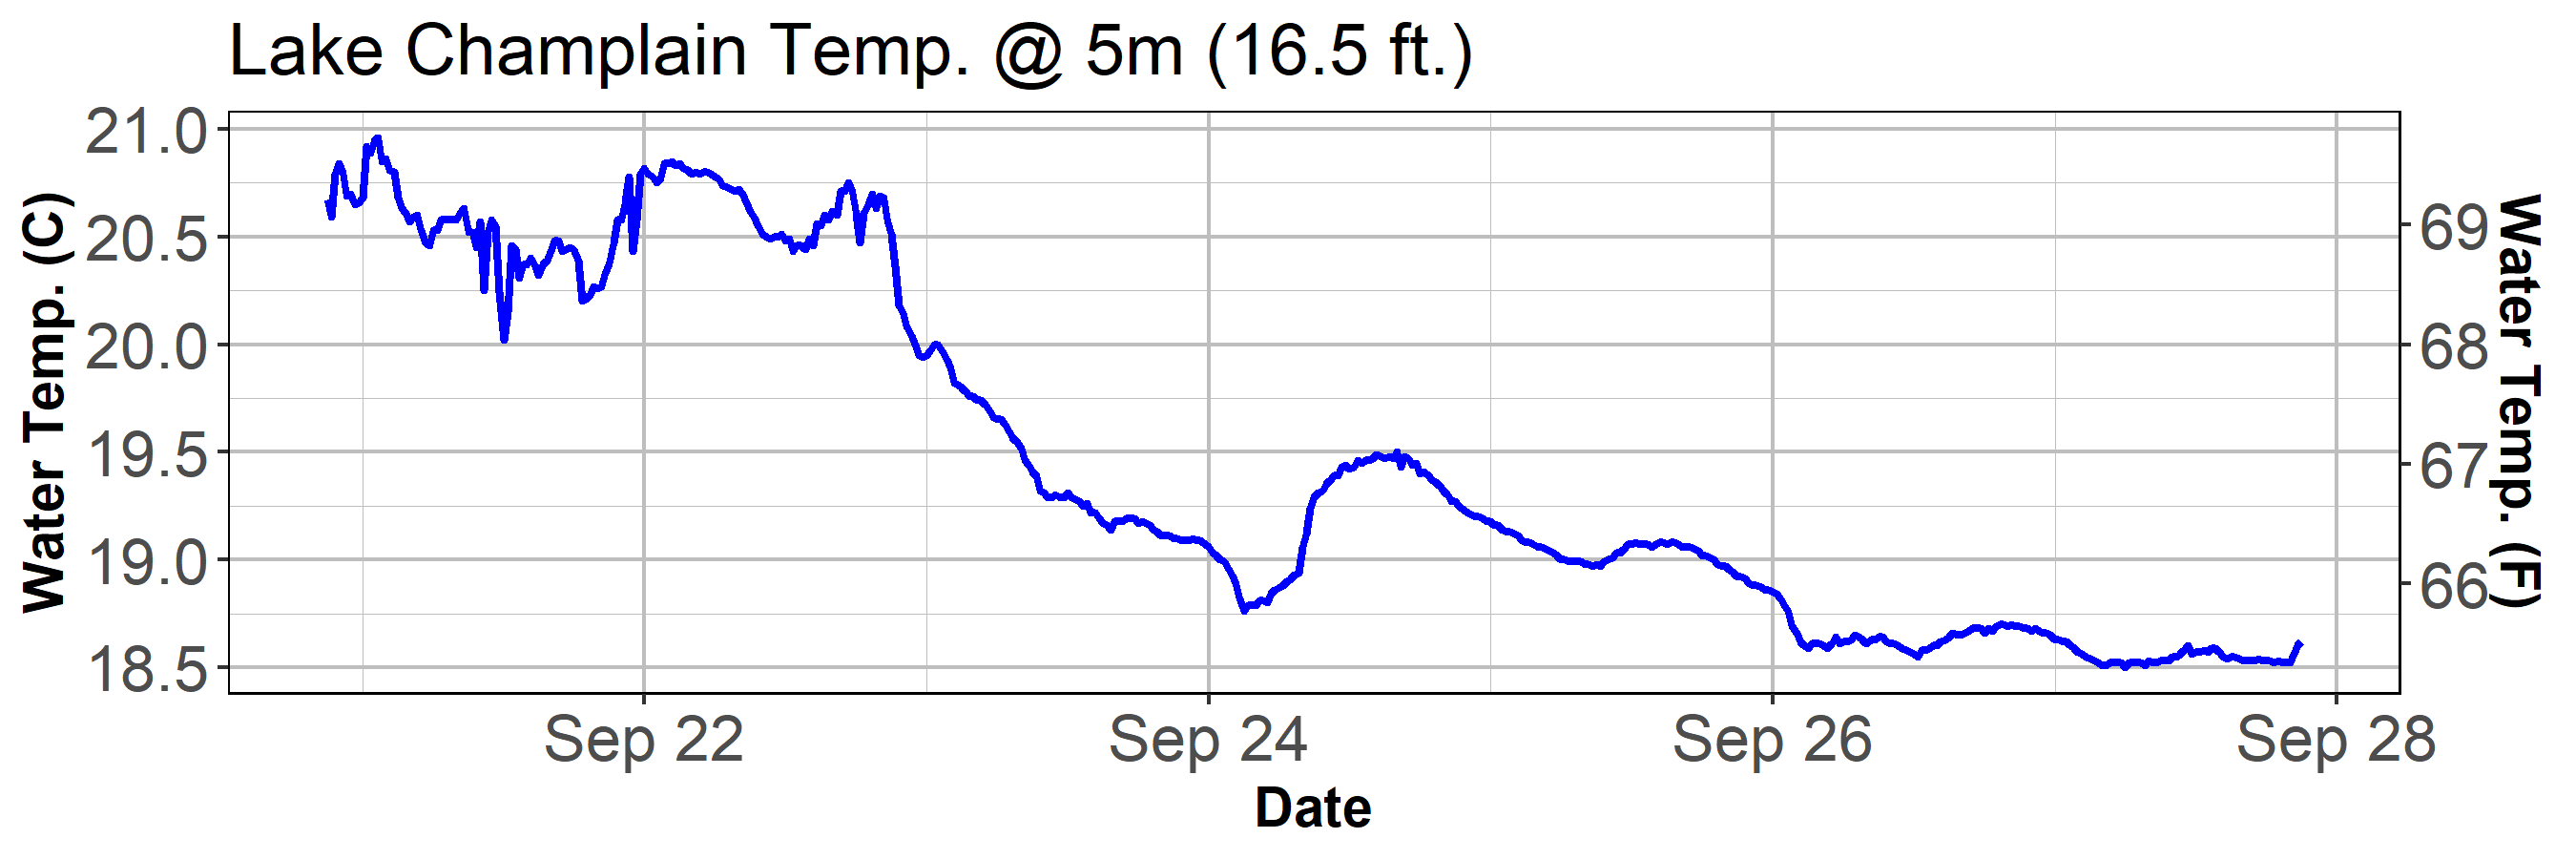 Lake Champlain Temp. @ 5m (16.5 ft.)
Water Temp. (C)
21.0
20.5
20.0
19.5
19.0
18.5
69
68
67
66
Water Temp. (F)
Sep 22
Sep 24
Sep 26
Sep 28
Date